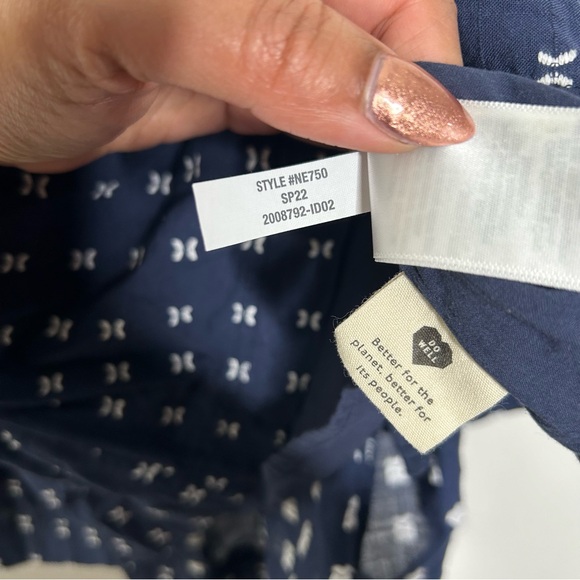 STYLE #NE750
SP22
2008792-ID02
DO
WELL
Better for the
planet, better for
its people.